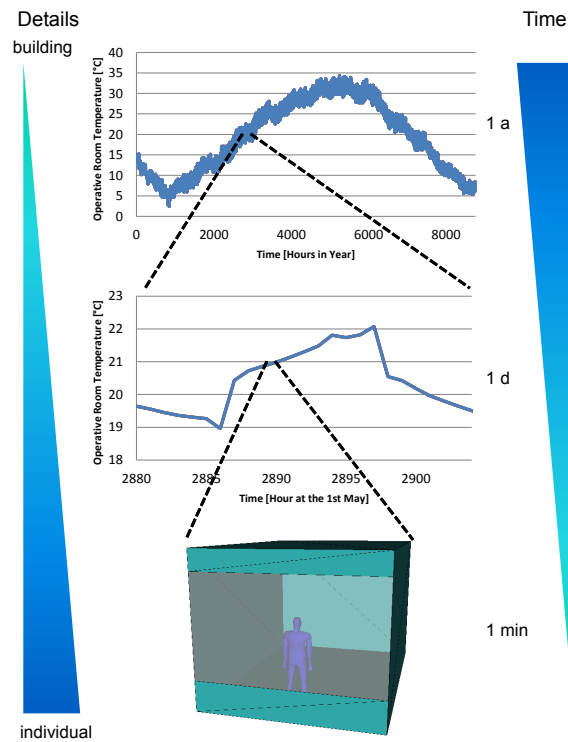 Details
Time
building
40
35
30
25
20
15
10
5
0
Operative Room Temperature [°C]
0 2000 4000 6000 8000
Time [Hours in Year]
1 a
23
22
21
20
19
18
Operative Room Temperature [°C]
2880 2885 2890 2895 2900
Time [Hour at the 1st May]
1 d
1 min
individual